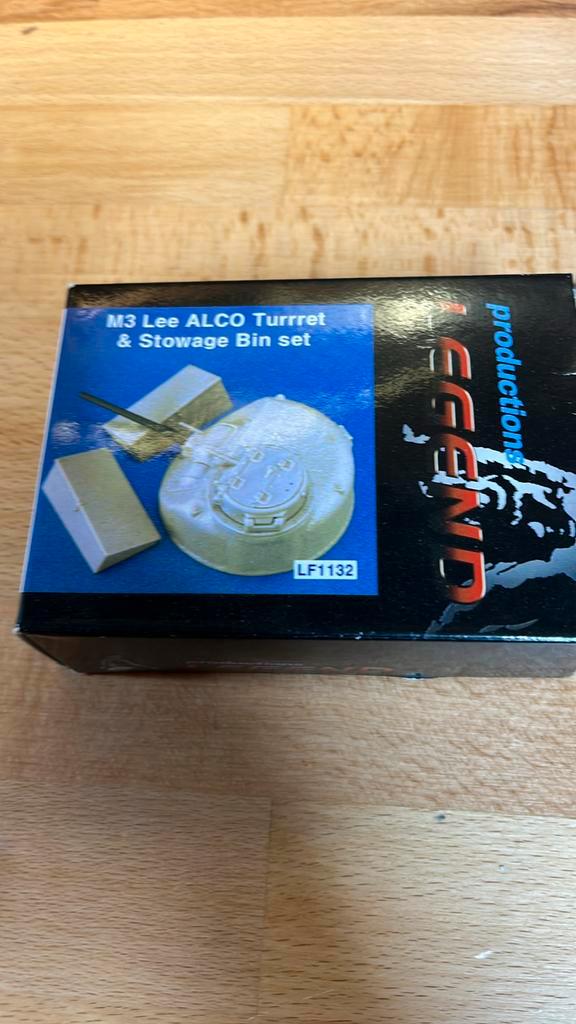 M3 Lee ALCO Turrret
& Stowage Bin set
LF1132
LEGEND
productions